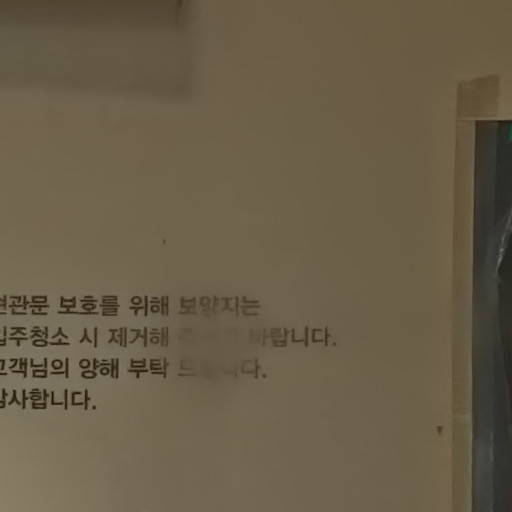 현관문 보호를 위해 보양지는
입주청소 시 제거해 바랍니다.
고객님의 양해 부탁
감사합니다.